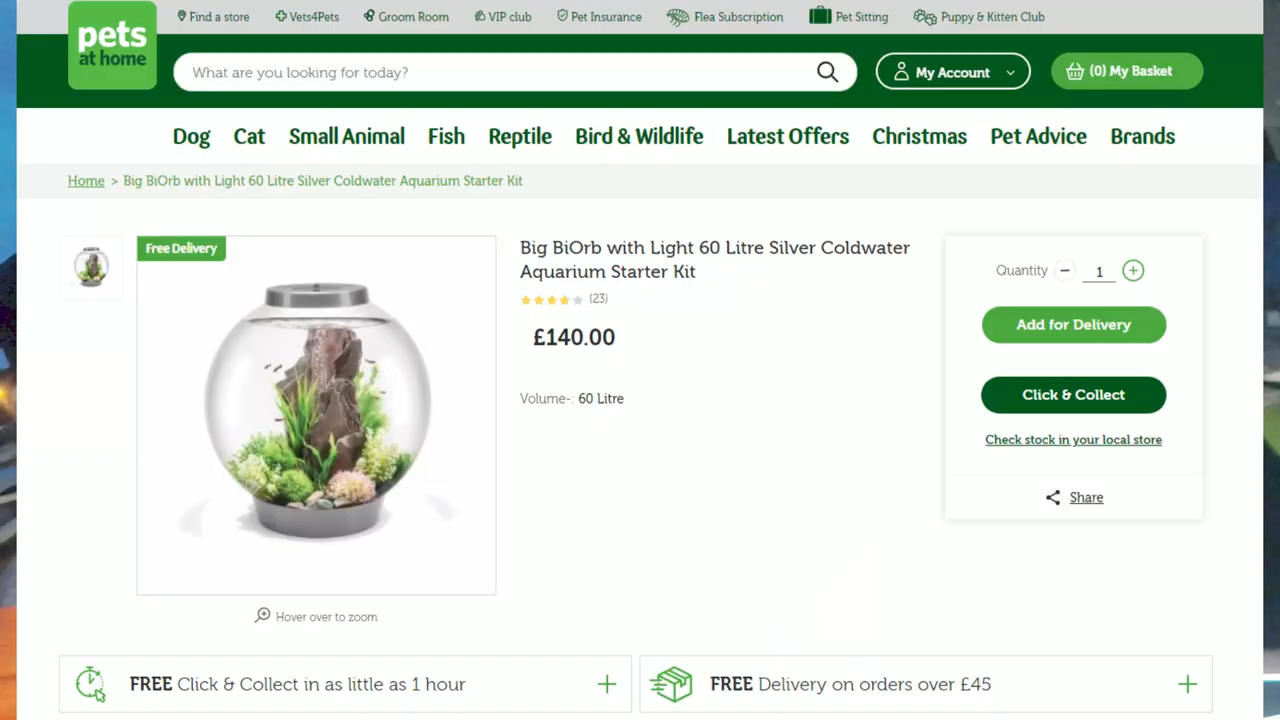 Find a store
Vets4Pets
Groom Room
VIP club
Pet Insurance
Flea Subscription
Pet Sitting
Puppy & Kitten Club
pets
at home
What are you looking for today?
My Account
(0) My Basket
Dog
Cat
Small Animal
Fish
Reptile
Bird & Wildlife
Latest Offers
Christmas
Pet Advice
Brands
Home > Big BiOrb with Light 60 Litre Silver Coldwater Aquarium Starter Kit
Free Delivery
Big BiOrb with Light 60 Litre Silver Coldwater
Aquarium Starter Kit
(23)
£140.00
Volume-: 60 Litre
Quantity − 1 +
Add for Delivery
Click & Collect
Check stock in your local store
Share
Hover over to zoom
FREE Click & Collect in as little as 1 hour
FREE Delivery on orders over £45